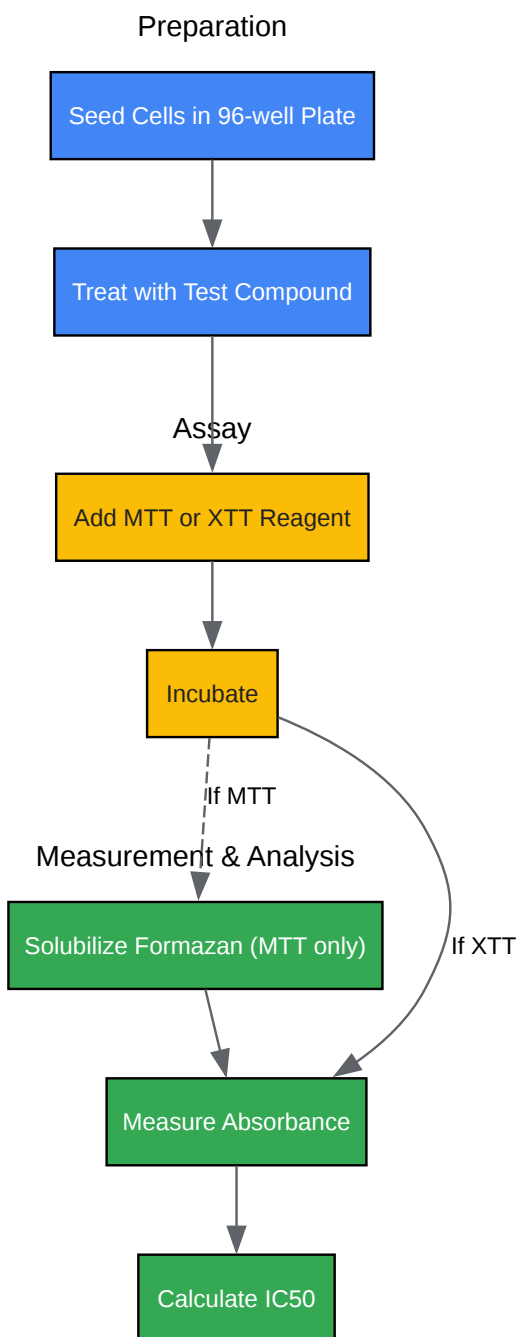 Preparation
Seed Cells in 96-well Plate
Treat with Test Compound
Assay
Add MTT or XTT Reagent
Incubate
If MTT
Measurement & Analysis
Solubilize Formazan (MTT only)
If XTT
Measure Absorbance
Calculate IC50